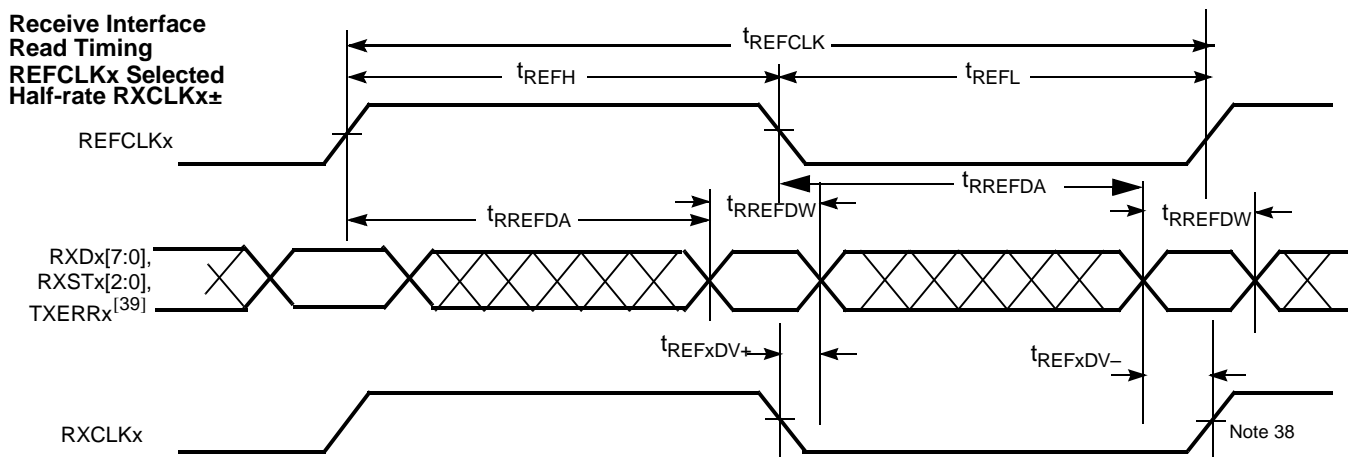 Receive Interface
Read Timing
REFCLKx Selected
Half-rate RXCLKx±
tREFCLK
tREFH
tREFL
REFCLKx
tRREFDA
tRREFDW
tRREFDA
tRREFDW
RXDx[7:0],
RXSTx[2:0],
TXERRx[39]
tREFxDV+
tREFxDV–
RXCLKx
Note 38